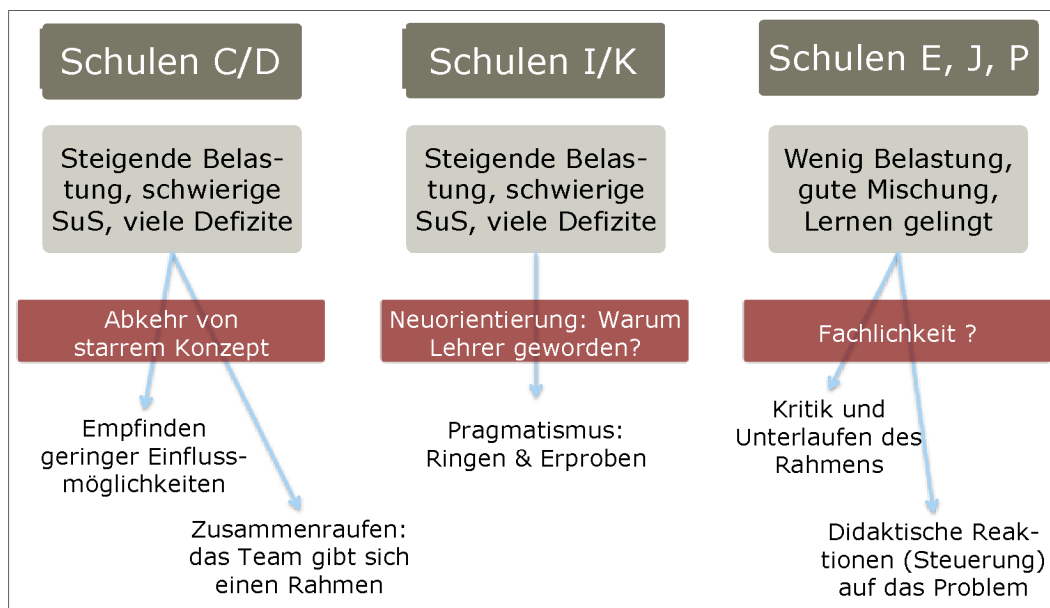 Schulen C/D
Steigende Belas-
tung, schwierige
SuS, viele Defizite
Abkehr von
starrem Konzept
Empfinden
geringer Einfluss-
möglichkeiten
Zusammenraufen:
das Team gibt sich
einen Rahmen
Schulen I/K
Steigende Belas-
tung, schwierige
SuS, viele Defizite
Neuorientierung: Warum
Lehrer geworden?
Pragmatismus:
Ringen & Erproben
Schulen E, J, P
Wenig Belastung,
gute Mischung,
Lernen gelingt
Fachlichkeit ?
Kritik und
Unterlaufen des
Rahmens
Didaktische Reak-
tionen (Steuerung)
auf das Problem